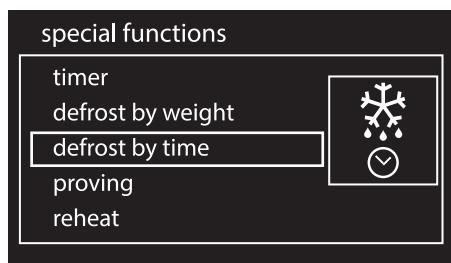 special functions
timer
defrost by weight
defrost by time
proving
reheat